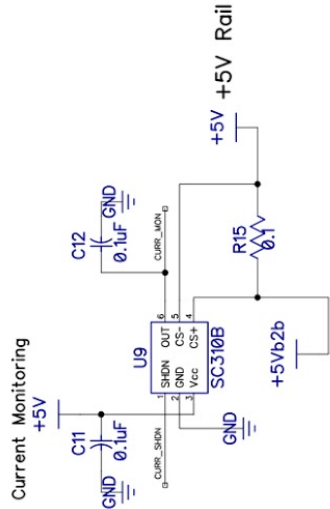 Current Monitoring
+5V
C11
0.1uF
GND
CURR_SHDN
GND
U9
1 SHDN OUT 6
2 GND CS- 5
3 Vcc CS+ 4
SC310B
C12
0.1uF
GND
CURR_MON
+5Vb2b
R15
0.1
+5V
+5V Rail